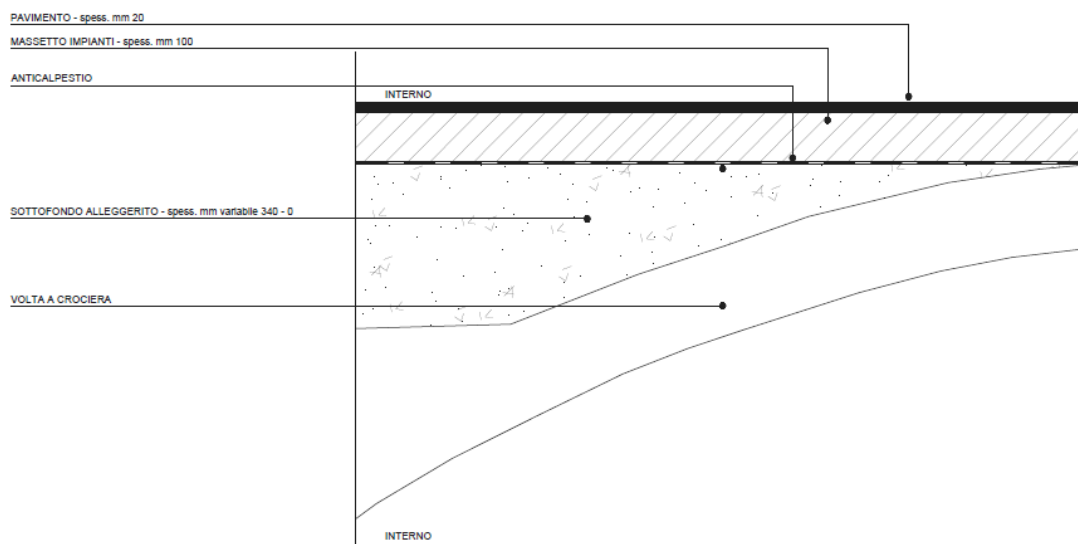 PAVIMENTO - spess. mm 20
MASSETTO IMPIANTI - spess. mm 100
ANTICALPESTIO
INTERNO
SOTTOFONDO ALLEGGERITO - spess. mm variabile 340 - 0
VOLTA A CROCIERA
INTERNO